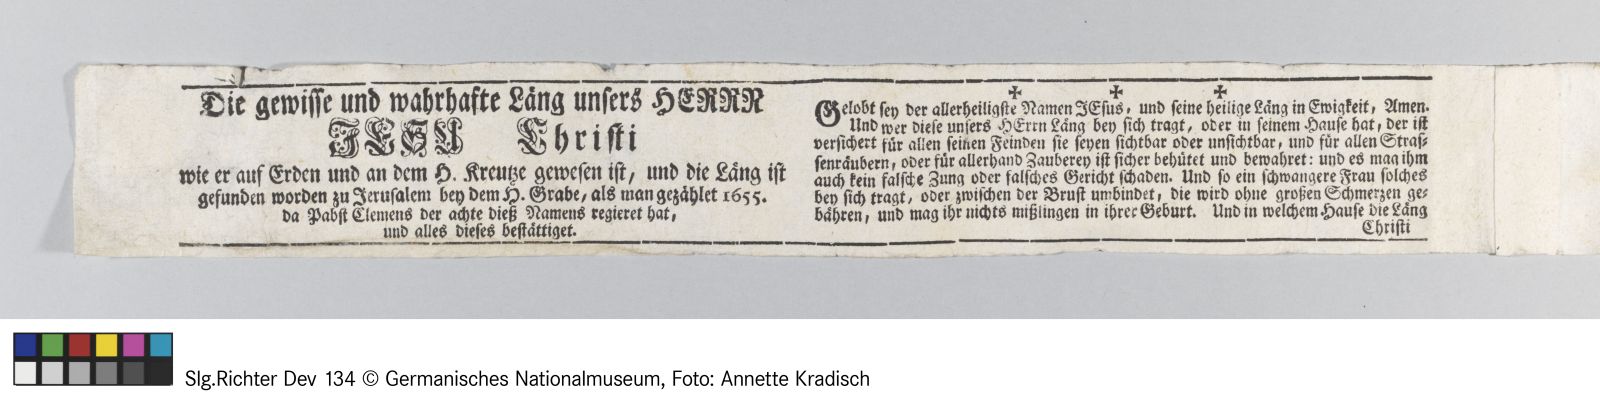 Die gewisse und wahrhafte Läng unsers HERRN
JESU Christi
wie er auf Erden und an dem H. Kreutze gewesen ist, und die Läng ist
gefunden worden zu Jerusalem bey dem H. Grabe, als man gezählet 1655.
da Pabst Clemens der achte dieß Namens regieret hat,
und alles dieses bestättiget.
✠ ✠ ✠
Gelobt sey der allerheiligste Namen JEsus, und seine heilige Läng in Ewigkeit, Amen.
Und wer diese unsers HErrn Läng bey sich tragt, oder in seinem Hause hat, der ist
versichert für allen seinen Feinden sie seyen sichtbar oder unsichtbar, und für allen Stras-
senräubern, oder für allerhand Zauberey ist sicher behütet und bewahret: und es mag ihm
auch kein falsche Zung oder falsches Gericht schaden. Und so ein schwangere Frau solches
bey sich tragt, oder zwischen der Brust umbindet, die wird ohne großen Schmerzen ge-
bähren, und mag ihr nichts mißlingen in ihrer Geburt. Und in welchem Hause die Läng
Christi
Slg.Richter Dev 134 © Germanisches Nationalmuseum, Foto: Annette Kradisch